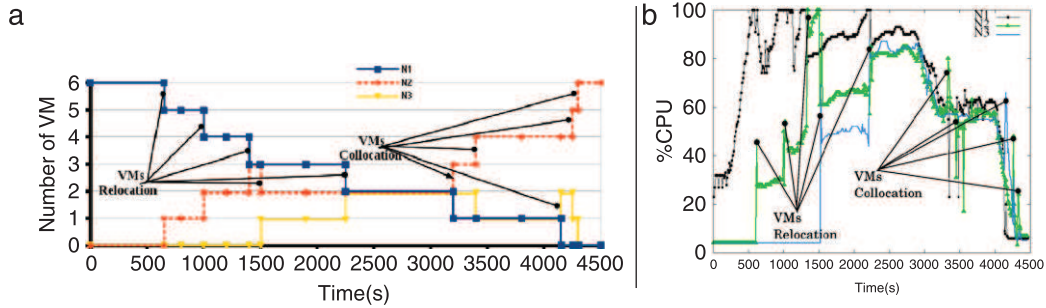 a
N1
N2
N3
Number of VM
6
5
4
3
2
1
0
VMs
Relocation
VMs
Collocation
0 500 1000 1500 2000 2500 3000 3500 4000 4500
Time(s)
b
N1
N3
%CPU
100
80
60
40
20
0
VMs
Relocation
VMs
Collocation
0 500 1000 1500 2000 2500 3000 3500 4000 4500
Time(s)